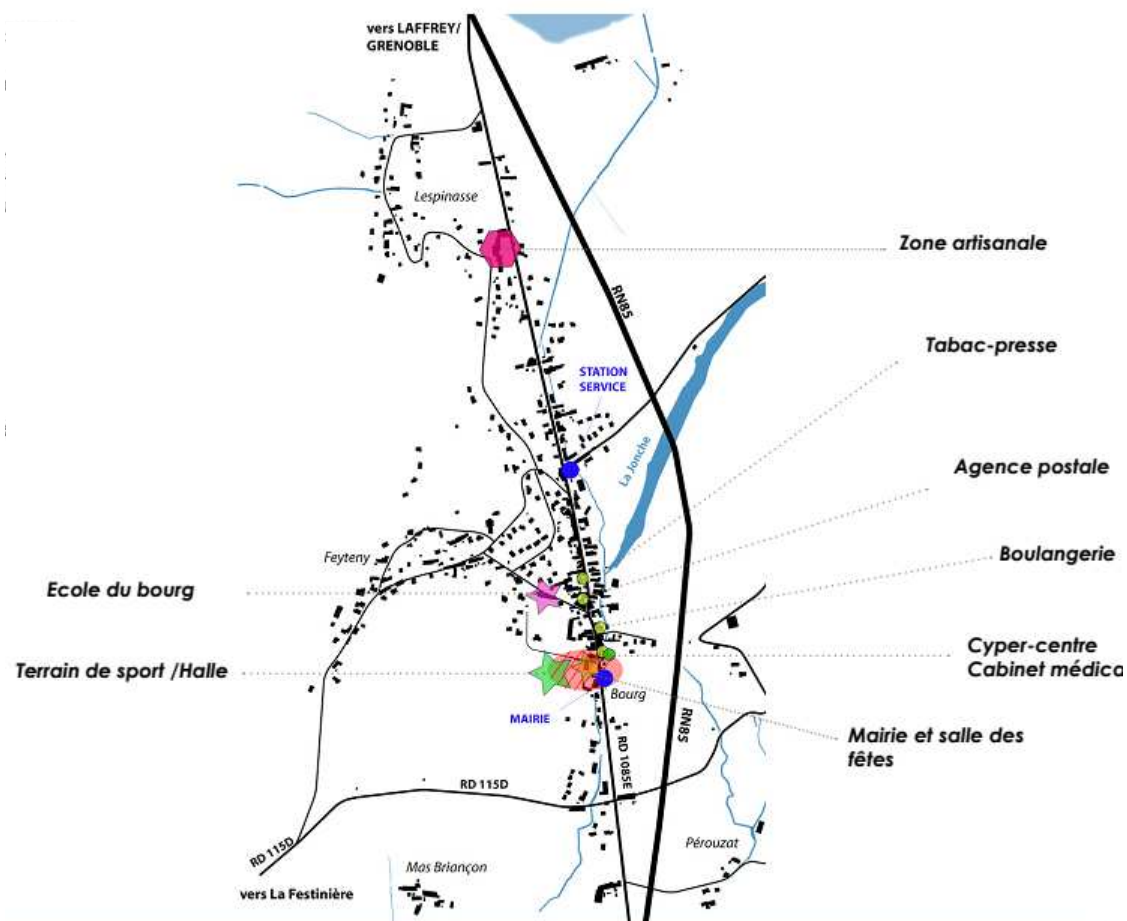 vers LAFFREY/
GRENOBLE
Lespinasse
Zone artisanale
RN85
Tabac-presse
STATION
SERVICE
La Jonche
Agence postale
Feyteny
Boulangerie
Ecole du bourg
Cyper-centre
Cabinet médica
Terrain de sport /Halle
Bourg
MAIRIE
RN85
Mairie et salle des
fêtes
RD 1085E
RD 115D
RD 115D
Pérouzat
Mas Briançon
vers La Festinière